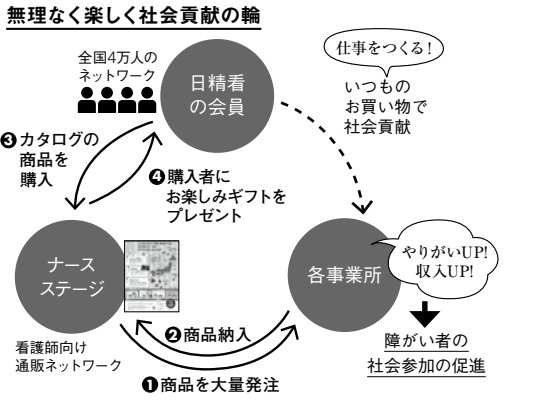 無理なく楽しく社会貢献の輪
全国4万人の
ネットワーク
日精看
の会員
仕事をつくる！
いつもの
お買い物で
社会貢献
❸カタログの
商品を
購入
❹購入者に
お楽しみギフトを
プレゼント
ナース
ステージ
各事業所
やりがいUP!
収入UP!
❷商品納入
看護師向け
通販ネットワーク
❶商品を大量発注
障がい者の
社会参加の促進